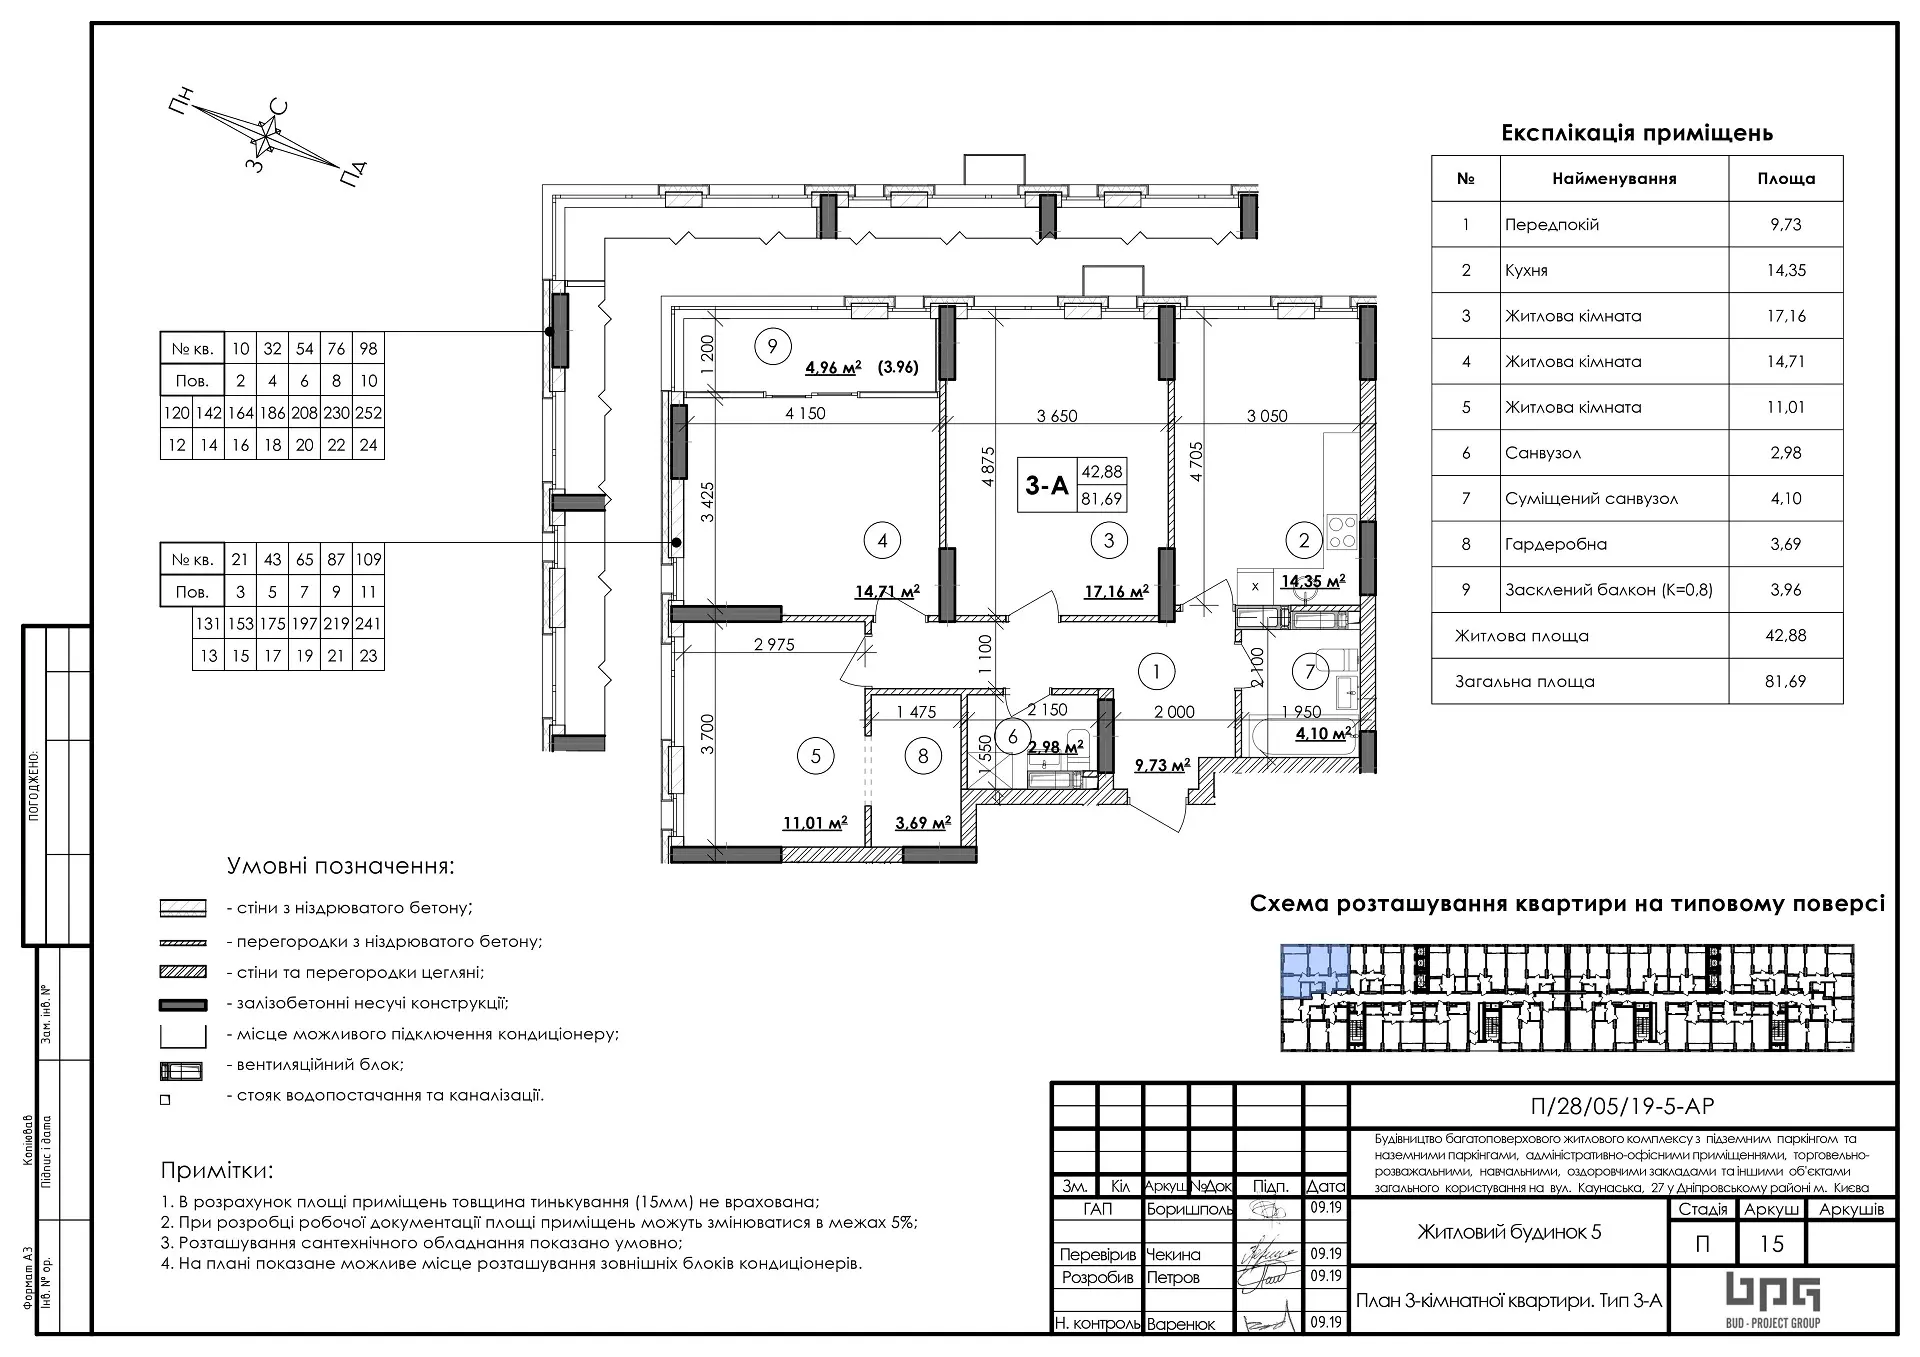 Пн
С
З
Пд
Експлікація приміщень
№ Найменування Площа
1 Передпокій 9,73
2 Кухня 14,35
3 Житлова кімната 17,16
4 Житлова кімната 14,71
5 Житлова кімната 11,01
6 Санвузол 2,98
7 Суміщений санвузол 4,10
8 Гардеробна 3,69
9 Засклений балкон (К=0,8) 3,96
Житлова площа 42,88
Загальна площа 81,69
№ кв. 10 32 54 76 98
Пов. 2 4 6 8 10
120 142 164 186 208 230 252
12 14 16 18 20 22 24
№ кв. 21 43 65 87 109
Пов. 3 5 7 9 11
131 153 175 197 219 241
13 15 17 19 21 23
1 200
9
4,96 м² (3.96)
4 150
3 650
3 050
3 425
4 875
4 705
3-А
42,88
81,69
4
14,71 м²
3
17,16 м²
2
14,35 м²
х
2 975
1 100
1
2 100
7
1 475
2 150
2 000
1 950
4,10 м²
3 700
5
8
6
2,98 м²
1 550
9,73 м²
11,01 м²
3,69 м²
Умовні позначення:
- стіни з ніздрюватого бетону;
- перегородки з ніздрюватого бетону;
- стіни та перегородки цегляні;
- залізобетонні несучі конструкції;
- місце можливого підключення кондиціонеру;
- вентиляційний блок;
- стояк водопостачання та каналізації.
Примітки:
1. В розрахунок площі приміщень товщина тинькування (15мм) не врахована;
2. При розробці робочої документації площі приміщень можуть змінюватися в межах 5%;
3. Розташування сантехнічного обладнання показано умовно;
4. На плані показане можливе місце розташування зовнішніх блоків кондиціонерів.
Схема розташування квартири на типовому поверсі
П/28/05/19-5-АР
Будівництво багатоповерхового житлового комплексу з підземним паркінгом та
наземними паркінгами, адміністративно-офісними приміщеннями, торговельно-
розважальними, навчальними, оздоровчими закладами та іншими об'єктами
загального користування на вул. Каунаська, 27 у Дніпровському районі м. Києва
Зм. Кіл Аркуш №Док Підп. Дата
ГАП Боришполь 09.19
Перевірив Чекина 09.19
Розробив Петров 09.19
Н. контроль Варенюк 09.19
Житловий будинок 5
Стадія Аркуш Аркушів
П 15
План 3-кімнатної квартири. Тип 3-А
bpg
BUD - PROJECT GROUP
ПОГОДЖЕНО:
Зам. інв. №
Підпис і дата
Інв. № ор.
Копіював
Формат А3